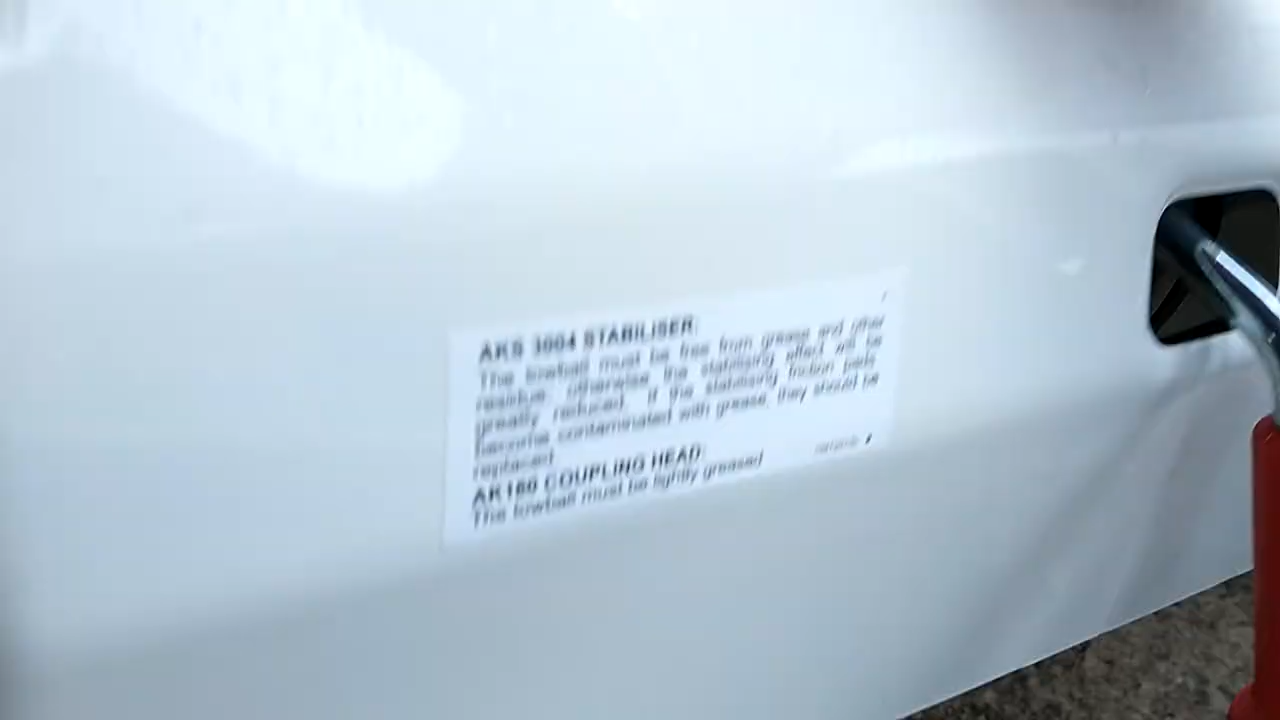 AKS 3004 STABILISER:
The towball must be free from grease and other
residue, otherwise the stabilising effect will be
greatly reduced. If the stabilising friction pads
become contaminated with grease, they should be
replaced.
AK160 COUPLING HEAD:
The towball must be lightly greased